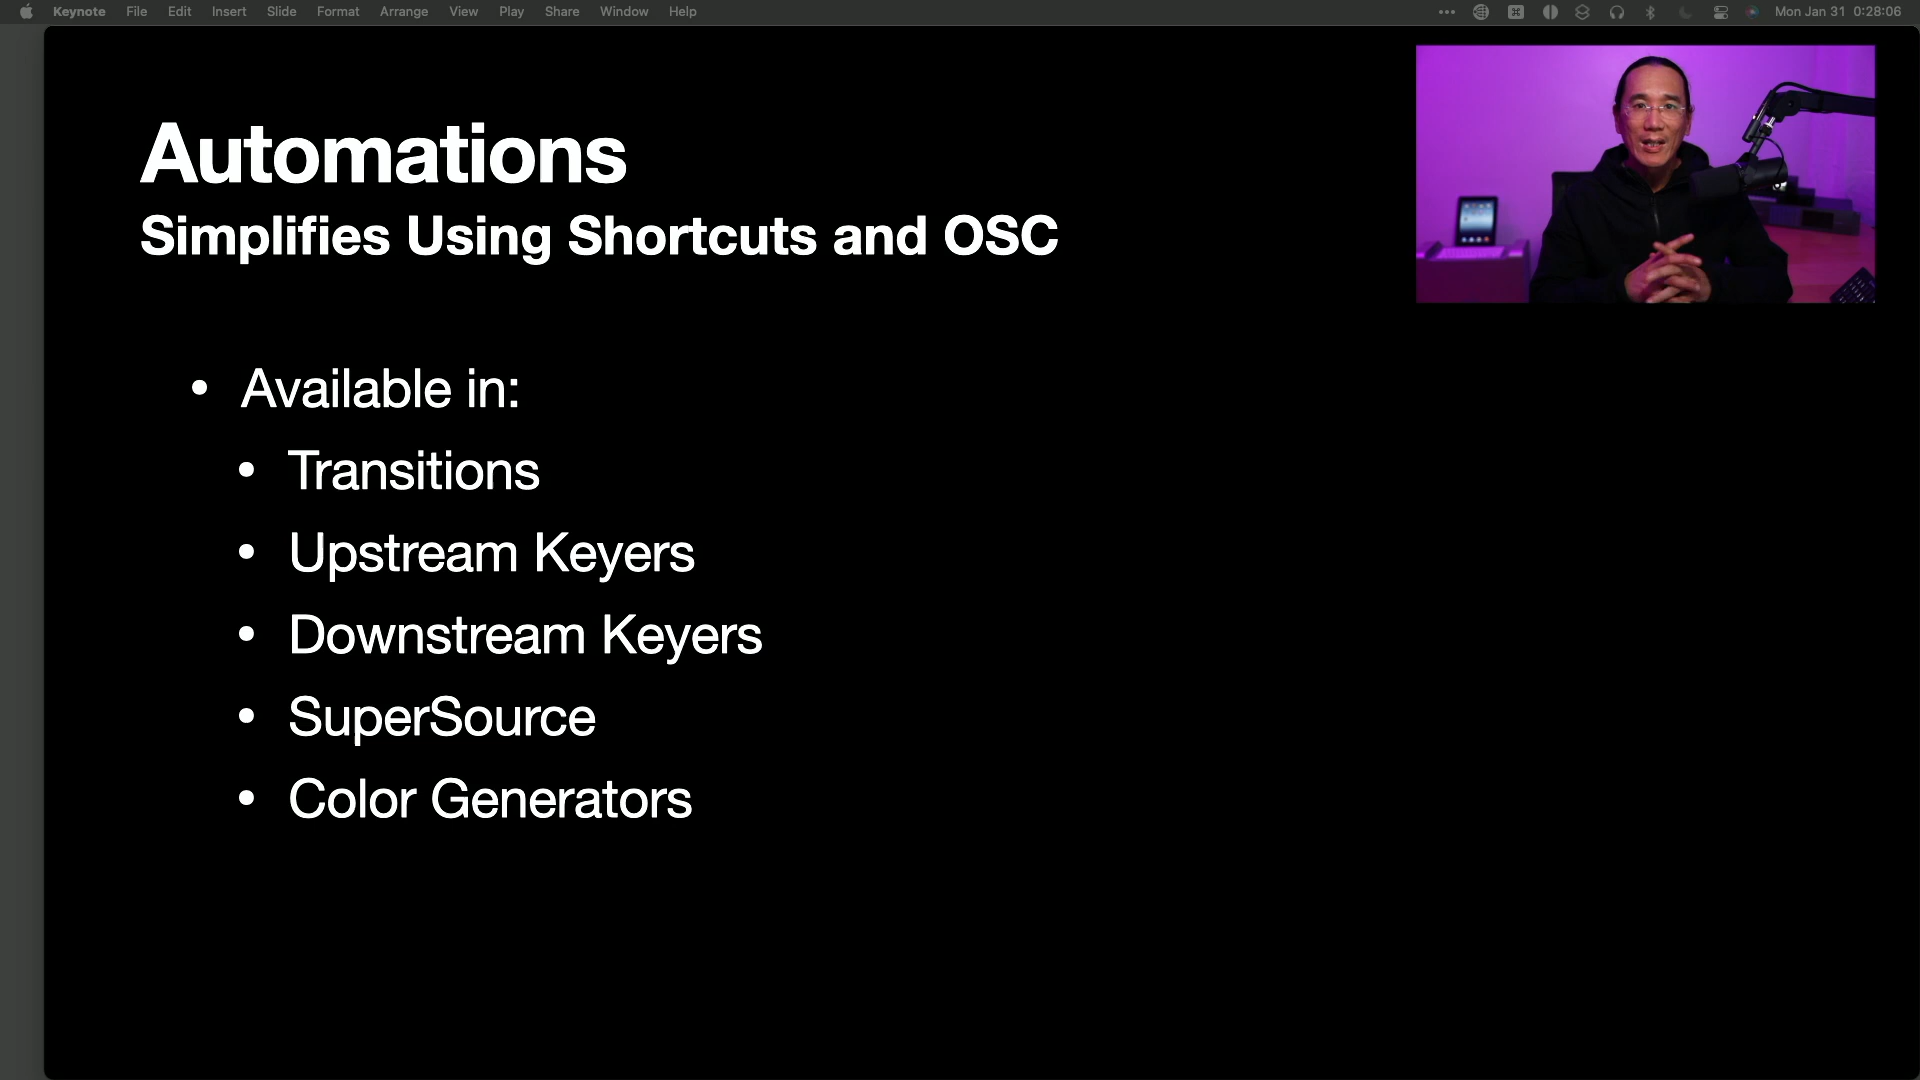 Keynote File Edit Insert Slide Format Arrange View Play Share Window Help Mon Jan 31 0:28:06
Automations
Simplifies Using Shortcuts and OSC
• Available in:
• Transitions
• Upstream Keyers
• Downstream Keyers
• SuperSource
• Color Generators